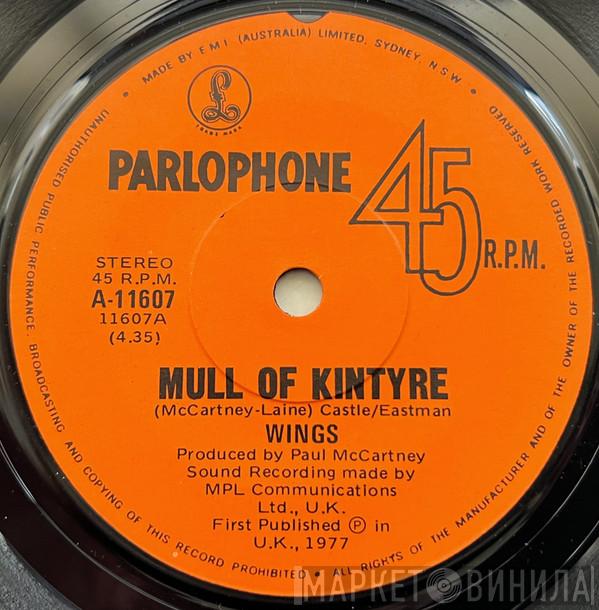 MADE BY E M I (AUSTRALIA) LIMITED, SYDNEY, N·S·W •
UNAUTHORISED PUBLIC PERFORMANCE, BROADCASTING AND COPYING OF THIS RECORD PROHIBITED • ALL RIGHTS OF THE MANUFACTURER AND OF THE OWNER OF THE RECORDED WORK RESERVED
£
TRADE MARK
PARLOPHONE
45
R.P.M.
STEREO
45 R.P.M.
A-11607
11607A
(4.35)
MULL OF KINTYRE
(McCartney-Laine) Castle/Eastman
WINGS
Produced by Paul McCartney
Sound Recording made by
MPL Communications
Ltd., U.K.
First Published Ⓟ in
U.K., 1977
МАРКЕТ ВИНИЛА